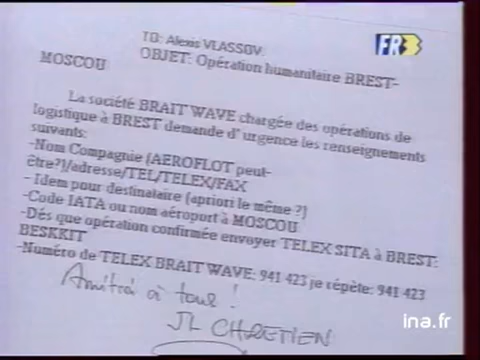 TO: Alexis VLASSOV
FR3
OBJET: Opération humanitaire BREST-
MOSCOU
La société BRAIT WAVE chargée des opérations de
logistique à BREST demande d'urgence les renseignements
suivants:
-Nom Compagnie (AEROFLOT peut-
être?)/adresse/TEL/TELEX/FAX
- Idem pour destinataire (apriori le même ?)
-Code IATA ou nom aéroport à MOSCOU
-Dés que opération confirmée envoyer TELEX SITA à BREST:
BESKKIT
-Numéro de TELEX BRAIT WAVE: 941 423 je répète: 941 423
Amitié à tous !
JL CHRETIEN
ina.fr